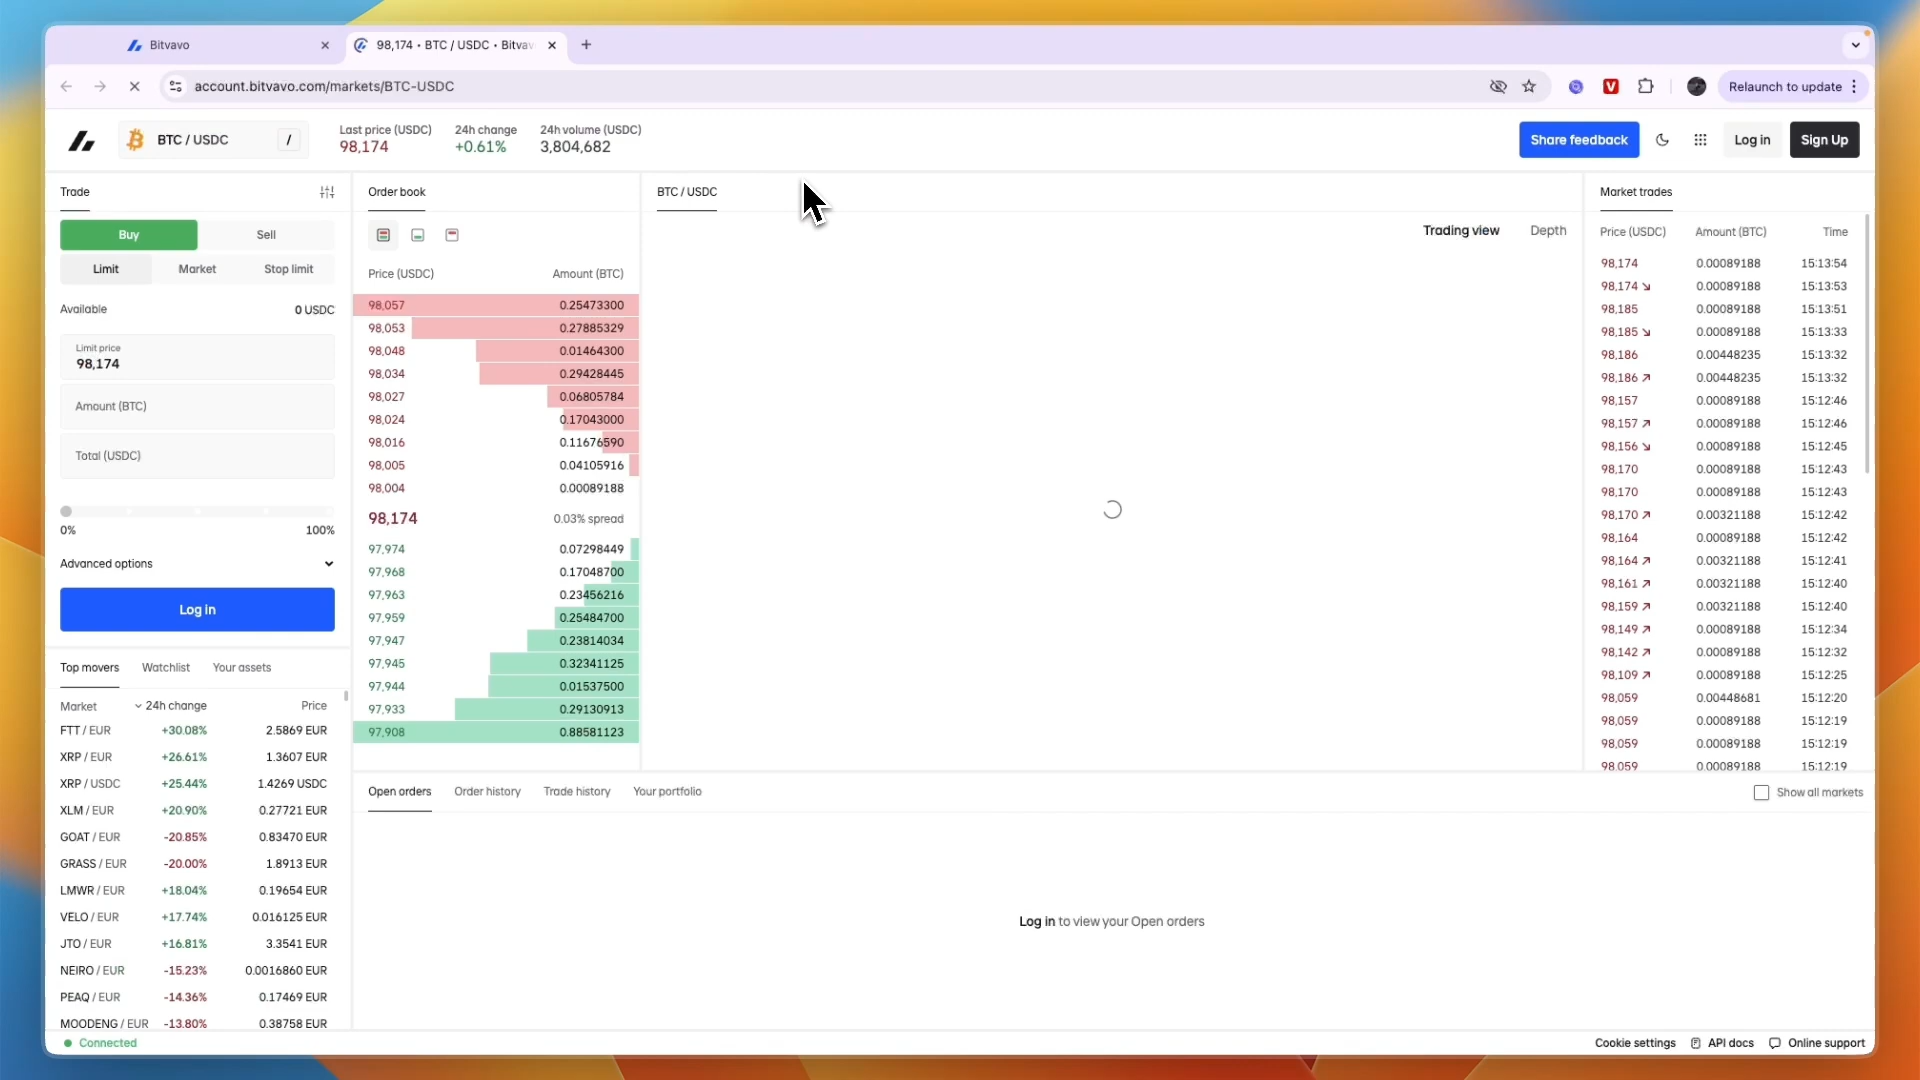 Bitvavo
98,174 • BTC / USDC • Bitvav
account.bitvavo.com/markets/BTC-USDC
Relaunch to update
BTC / USDC
/
Last price (USDC)
98,174
24h change
+0.61%
24h volume (USDC)
3,804,682
Share feedback
Log in
Sign Up
Trade
Buy
Sell
Limit
Market
Stop limit
Available
0 USDC
Limit price
98,174
Amount (BTC)
Total (USDC)
0%
100%
Advanced options
Log in
Top movers
Watchlist
Your assets
Market
24h change
Price
FTT / EUR +30.08% 2.5869 EUR
XRP / EUR +26.61% 1.3607 EUR
XRP / USDC +25.44% 1.4269 USDC
XLM / EUR +20.90% 0.27721 EUR
GOAT / EUR -20.85% 0.83470 EUR
GRASS / EUR -20.00% 1.8913 EUR
LMWR / EUR +18.04% 0.19654 EUR
VELO / EUR +17.74% 0.016125 EUR
JTO / EUR +16.81% 3.3541 EUR
NEIRO / EUR -15.23% 0.0016860 EUR
PEAQ / EUR -14.36% 0.17469 EUR
MOODENG / EUR -13.80% 0.38758 EUR
Connected
Order book
Price (USDC) Amount (BTC)
98,057 0.25473300
98,053 0.27885329
98,048 0.01464300
98,034 0.29428445
98,027 0.06805784
98,024 0.17043000
98,016 0.11676590
98,005 0.04105916
98,004 0.00089188
98,174 0.03% spread
97,974 0.07298449
97,968 0.17048700
97,963 0.23456216
97,959 0.25484700
97,947 0.23814034
97,945 0.32341125
97,944 0.01537500
97,933 0.29130913
97,908 0.88581123
BTC / USDC
Trading view
Depth
Market trades
Price (USDC) Amount (BTC) Time
98,174 0.00089188 15:13:54
98,174 ↘ 0.00089188 15:13:53
98,185 0.00089188 15:13:51
98,185 ↘ 0.00089188 15:13:33
98,186 0.00448235 15:13:32
98,186 ↗ 0.00448235 15:13:32
98,157 0.00089188 15:12:46
98,157 ↗ 0.00089188 15:12:46
98,156 ↘ 0.00089188 15:12:45
98,170 0.00089188 15:12:43
98,170 0.00089188 15:12:43
98,170 ↗ 0.00321188 15:12:42
98,164 0.00089188 15:12:42
98,164 ↗ 0.00321188 15:12:41
98,161 ↗ 0.00321188 15:12:40
98,159 ↗ 0.00321188 15:12:40
98,149 ↗ 0.00089188 15:12:34
98,142 ↗ 0.00089188 15:12:32
98,109 ↗ 0.00089188 15:12:25
98,059 0.00448681 15:12:20
98,059 0.00089188 15:12:19
98,059 0.00089188 15:12:19
98,059 0.00089188 15:12:19
Open orders
Order history
Trade history
Your portfolio
Show all markets
Log in to view your Open orders
Cookie settings
API docs
Online support